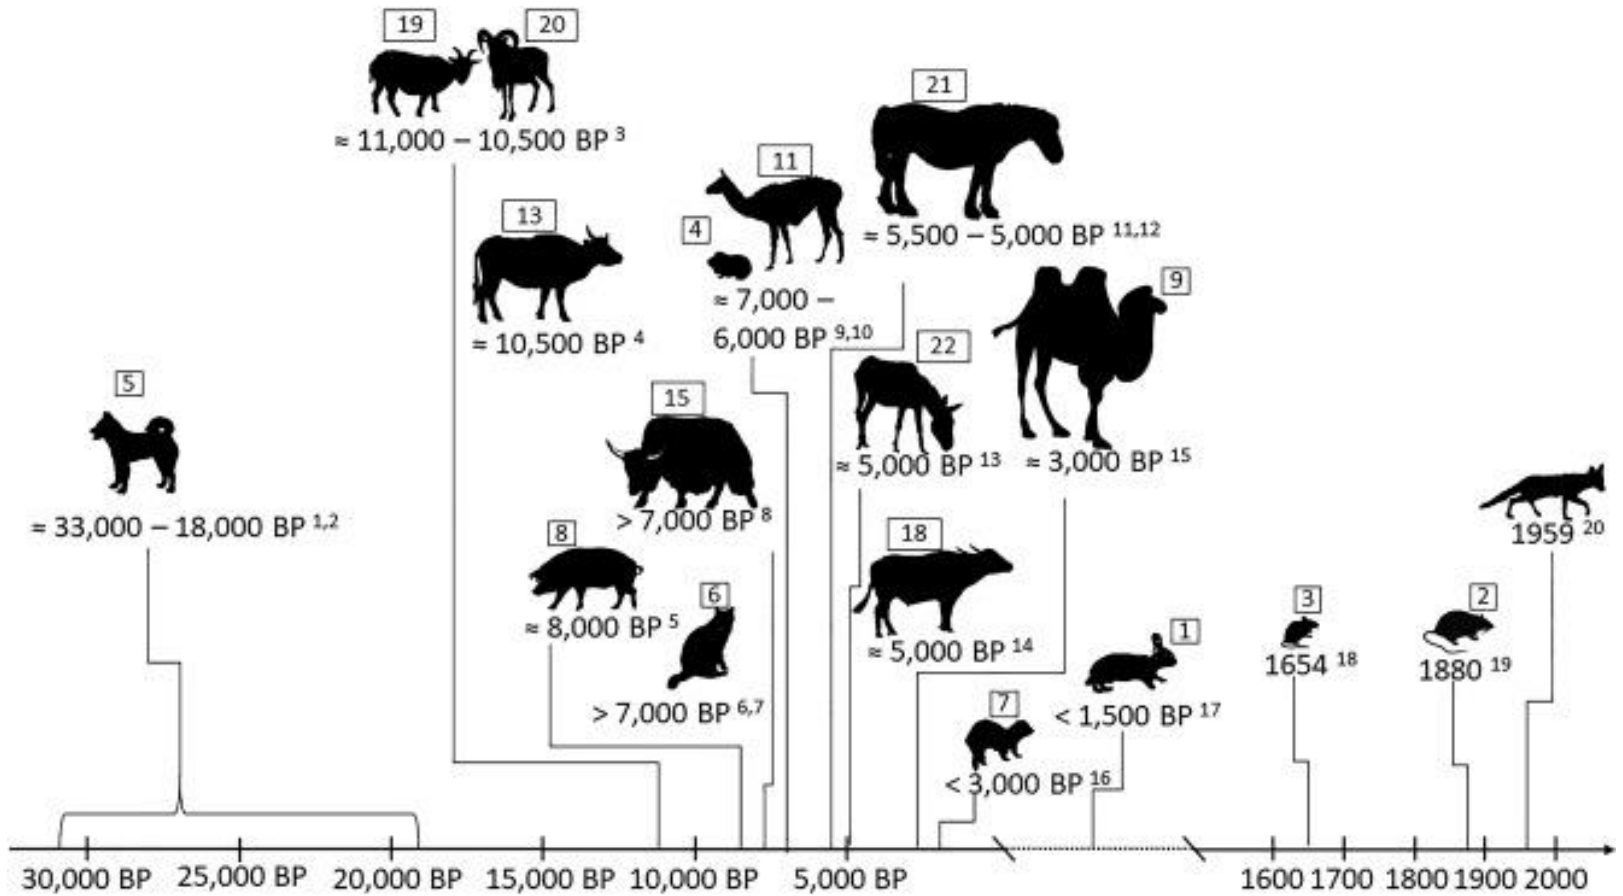 19
20
≈ 11,000 – 10,500 BP 3
21
≈ 5,500 – 5,000 BP 11,12
11
4
≈ 7,000 –
6,000 BP 9,10
13
≈ 10,500 BP 4
9
≈ 3,000 BP 15
22
≈ 5,000 BP 13
5
≈ 33,000 – 18,000 BP 1,2
15
> 7,000 BP 8
8
≈ 8,000 BP 5
6
> 7,000 BP 6,7
18
≈ 5,000 BP 14
1
< 1,500 BP 17
7
< 3,000 BP 16
3
1654 18
2
1880 19
1959 20
30,000 BP
25,000 BP
20,000 BP
15,000 BP
10,000 BP
5,000 BP
1600
1700
1800
1900
2000